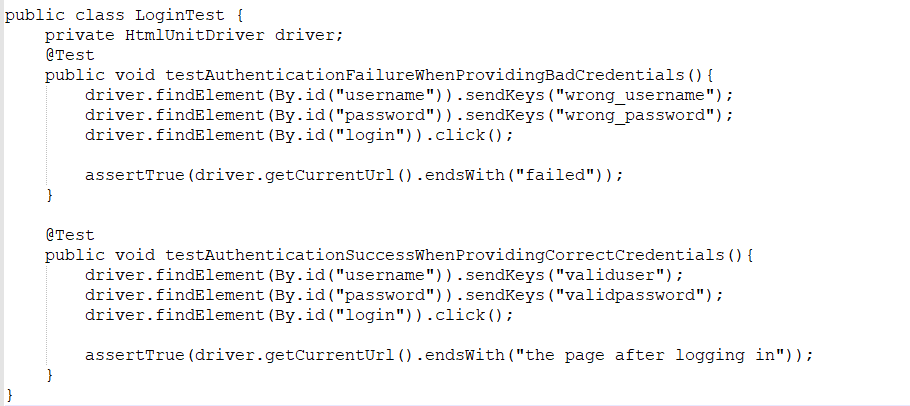 public class LoginTest {
    private HtmlUnitDriver driver;
    @Test
    public void testAuthenticationFailureWhenProvidingBadCredentials(){
        driver.findElement(By.id("username")).sendKeys("wrong_username");
        driver.findElement(By.id("password")).sendKeys("wrong_password");
        driver.findElement(By.id("login")).click();

        assertTrue(driver.getCurrentUrl().endsWith("failed"));
    }

    @Test
    public void testAuthenticationSuccessWhenProvidingCorrectCredentials(){
        driver.findElement(By.id("username")).sendKeys("validuser");
        driver.findElement(By.id("password")).sendKeys("validpassword");
        driver.findElement(By.id("login")).click();

        assertTrue(driver.getCurrentUrl().endsWith("the page after logging in"));
    }
}